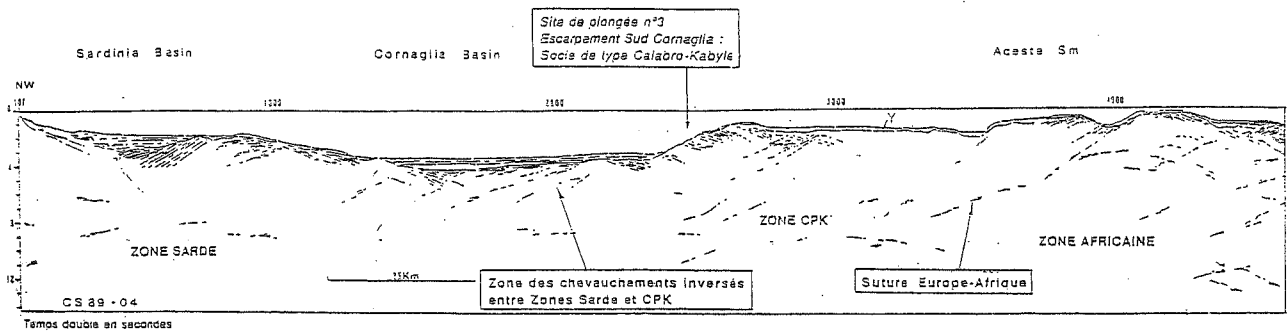 Site de plongée n°3
Escarpement Sud Cornaglia :
Socle de type Calabro-Kabyle
Sardinia Basin
Cornaglia Basin
Acesta Sm
NW
Y
ZONE SARDE
ZONE CPK
ZONE AFRICAINE
25Km
Zone des chevauchements inversés
entre Zones Sarde et CPK
Suture Europe-Afrique
CS 89 - 04
Temps double en secondes